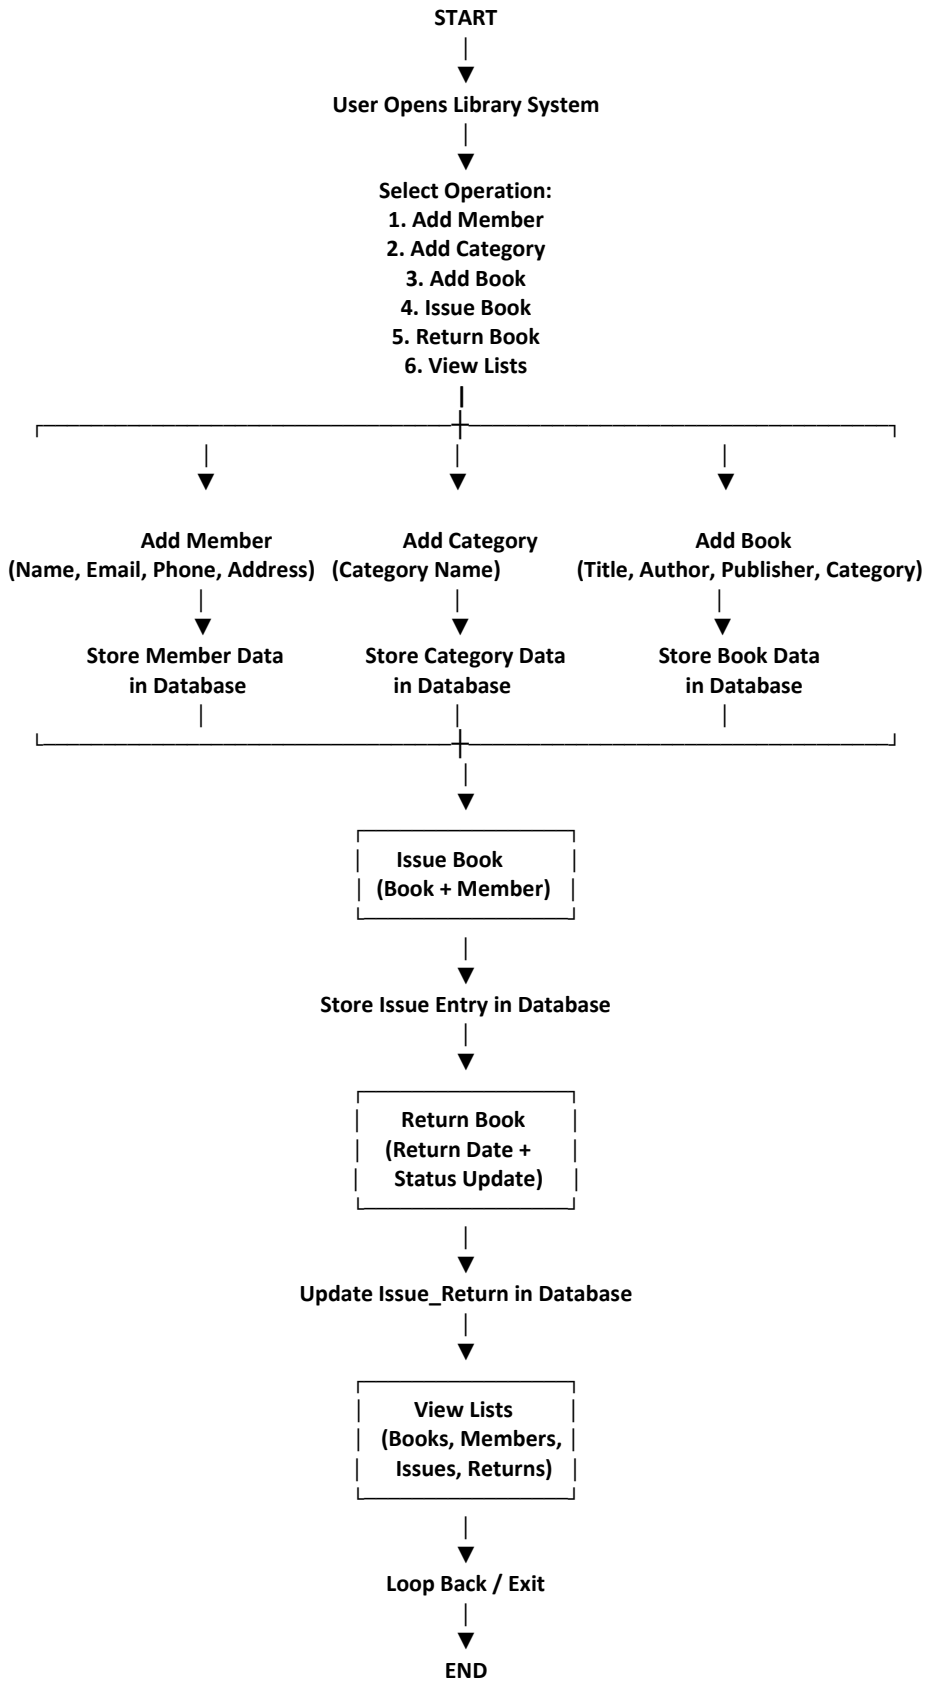 START
User Opens Library System
Select Operation:
1. Add Member
2. Add Category
3. Add Book
4. Issue Book
5. Return Book
6. View Lists
Add Member
(Name, Email, Phone, Address)
Add Category
(Category Name)
Add Book
(Title, Author, Publisher, Category)
Store Member Data
in Database
Store Category Data
in Database
Store Book Data
in Database
Issue Book
(Book + Member)
Store Issue Entry in Database
Return Book
(Return Date +
Status Update)
Update Issue_Return in Database
View Lists
(Books, Members,
Issues, Returns)
Loop Back / Exit
END